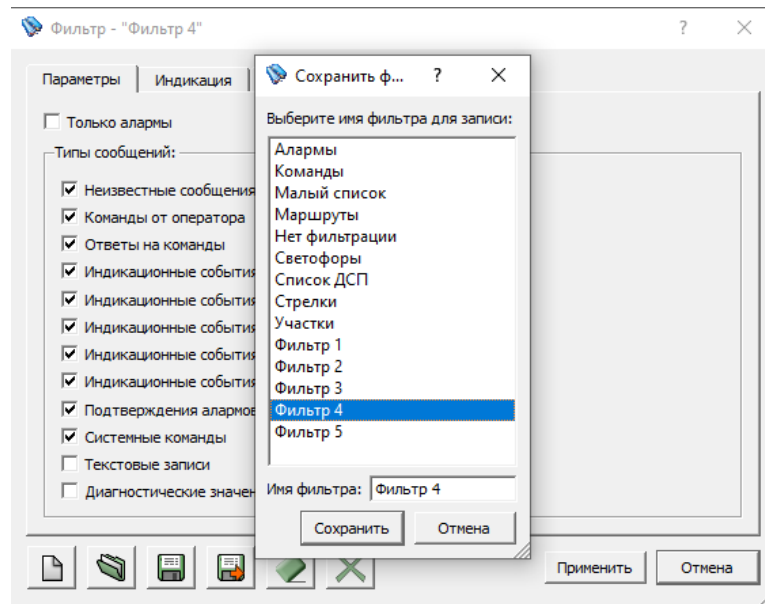 Фильтр - "Фильтр 4"
Параметры
Индикация
Только алармы
Типы сообщений:
Неизвестные сообщения
Команды от оператора
Ответы на команды
Индикационные события
Индикационные события
Индикационные события
Индикационные события
Индикационные события
Подтверждения алармов
Системные команды
Текстовые записи
Диагностические значен
Сохранить ф...
Выберите имя фильтра для записи:
Алармы
Команды
Малый список
Маршруты
Нет фильтрации
Светофоры
Список ДСП
Стрелки
Участки
Фильтр 1
Фильтр 2
Фильтр 3
Фильтр 4
Фильтр 5
Имя фильтра: Фильтр 4
Сохранить
Отмена
Применить
Отмена